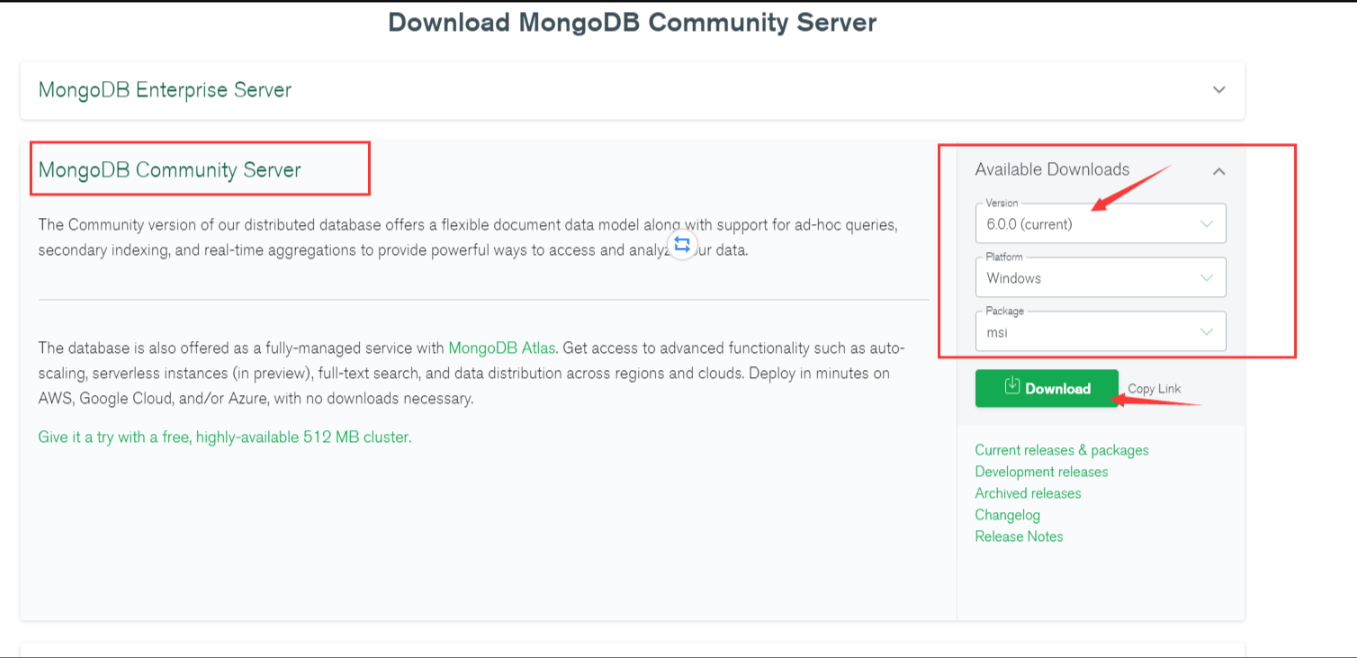 Download MongoDB Community Server
MongoDB Enterprise Server
MongoDB Community Server
The Community version of our distributed database offers a flexible document data model along with support for ad-hoc queries,
secondary indexing, and real-time aggregations to provide powerful ways to access and analyz ur data.
The database is also offered as a fully-managed service with MongoDB Atlas. Get access to advanced functionality such as auto-
scaling, serverless instances (in preview), full-text search, and data distribution across regions and clouds. Deploy in minutes on
AWS, Google Cloud, and/or Azure, with no downloads necessary.
Give it a try with a free, highly-available 512 MB cluster.
Available Downloads
Version
6.0.0 (current)
Platform
Windows
Package
msi
Download
Copy Link
Current releases & packages
Development releases
Archived releases
Changelog
Release Notes